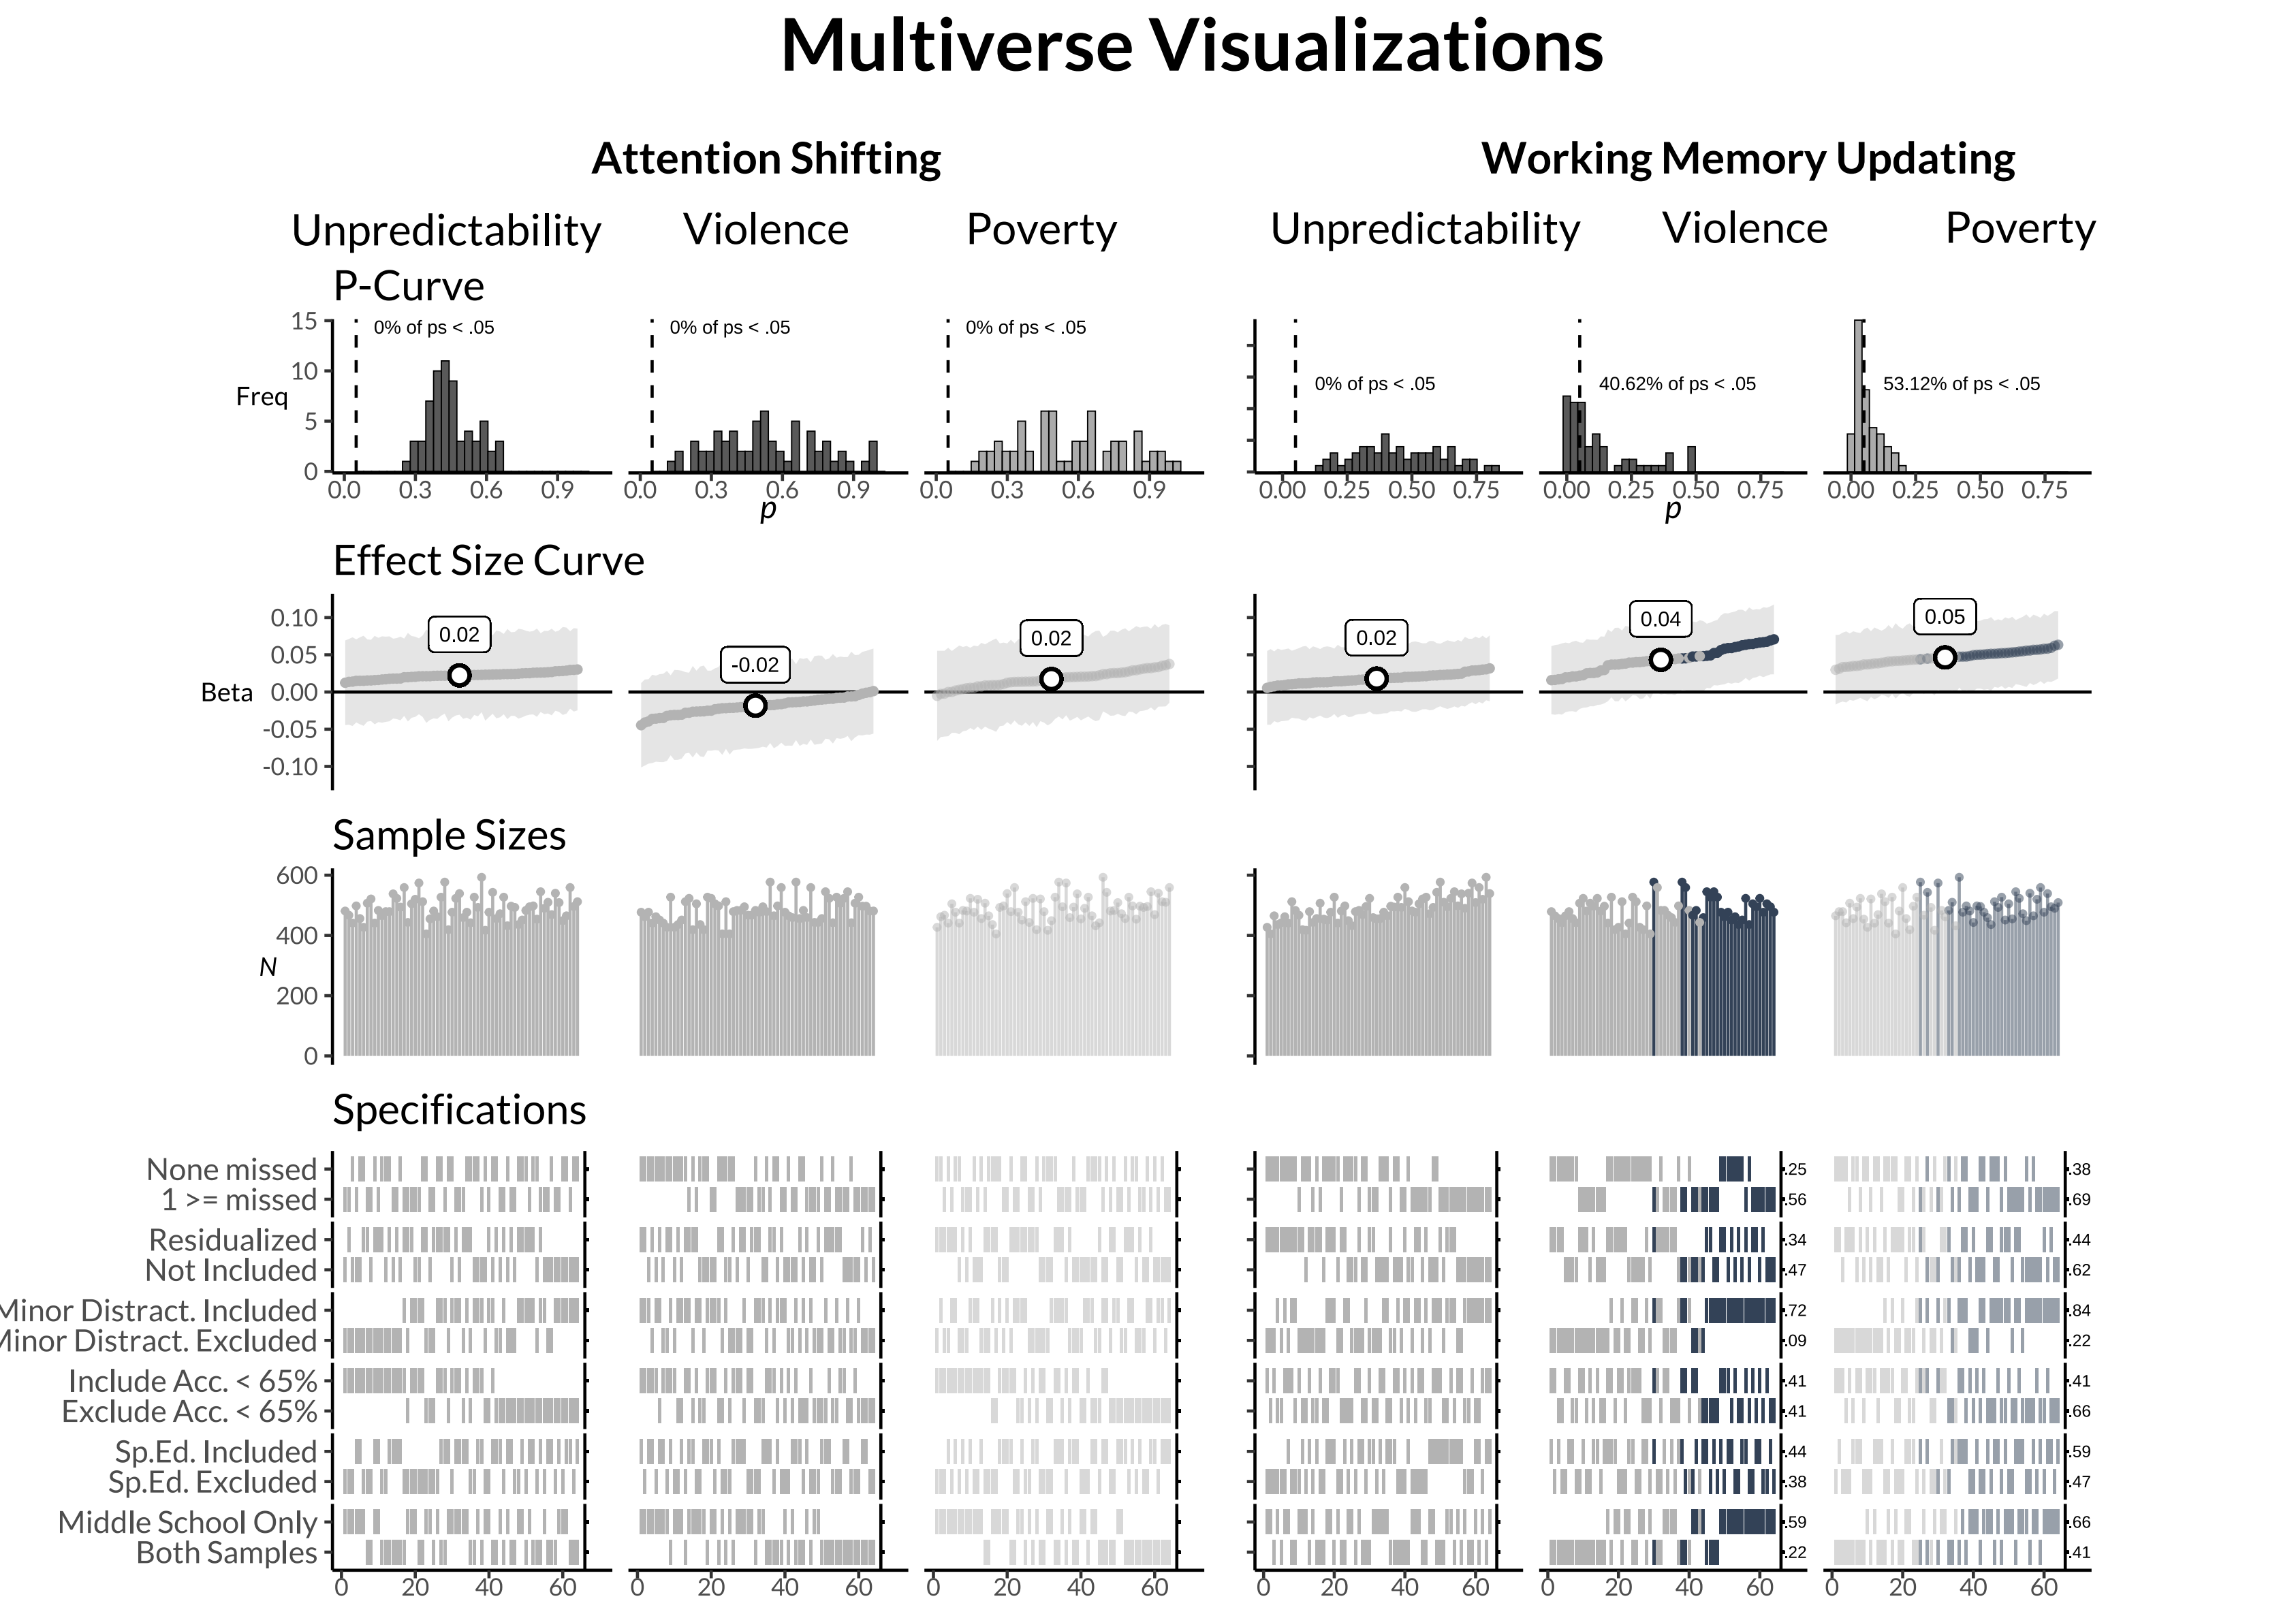 Multiverse Visualizations
Attention Shifting Working Memory Updating
Unpredictability Violence Poverty Unpredictability Violence Poverty
P-Curve
15 0% of ps < .05 0% of ps < .05 0% of ps < .05
10 0% of ps < .05 40.62% of ps < .05 53.12% of ps < .05
Freq
5
0
0.0 0.3 0.6 0.9 0.0 0.3 0.6 0.9 0.0 0.3 0.6 0.9 0.00 0.25 0.50 0.75 0.00 0.25 0.50 0.75 0.00 0.25 0.50 0.75
p p
Effect Size Curve
0.10 0.02 -0.02 0.02 0.02 0.04 0.05
0.05
Beta 0.00
-0.05
-0.10
Sample Sizes
600
400
N
200
0
Specifications
None missed .25 .38
1 >= missed .56 .69
Residualized .34 .44
Not Included .47 .62
Minor Distract. Included .72 .84
Minor Distract. Excluded .09 .22
Include Acc. < 65% .41 .41
Exclude Acc. < 65% .41 .66
Sp.Ed. Included .44 .59
Sp.Ed. Excluded .38 .47
Middle School Only .59 .66
Both Samples .22 .41
0 20 40 60 0 20 40 60 0 20 40 60 0 20 40 60 0 20 40 60 0 20 40 60